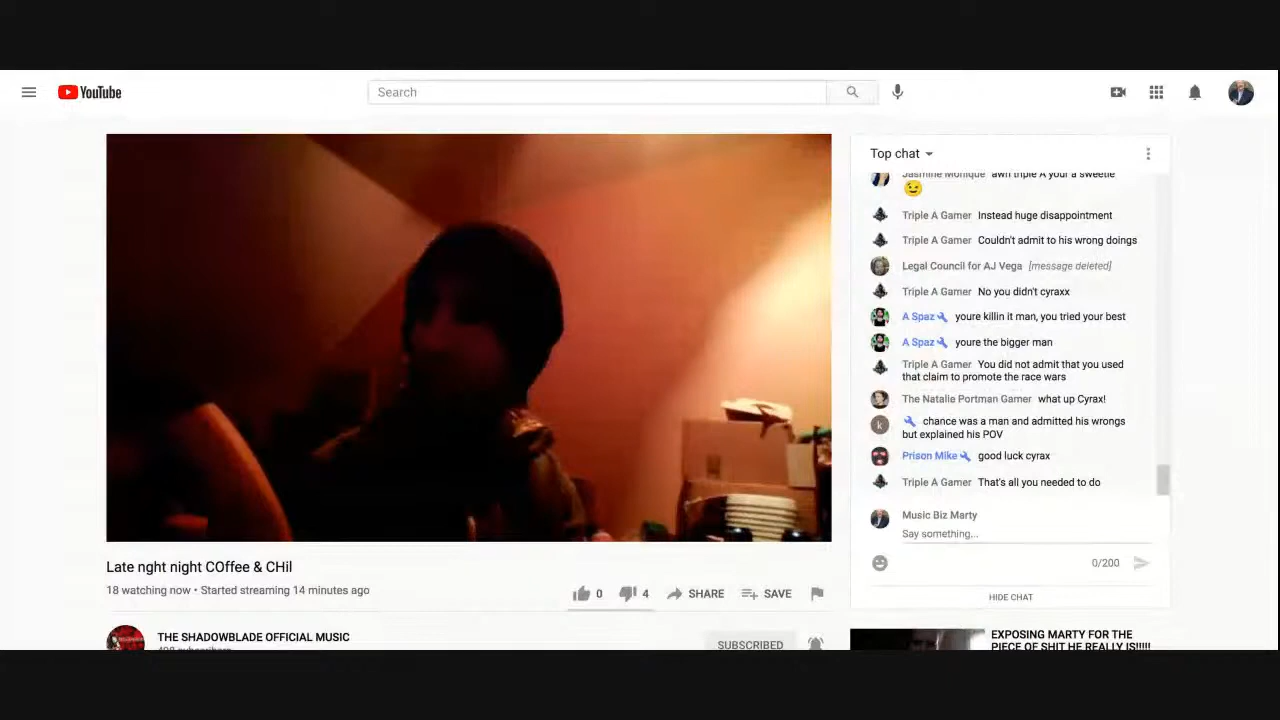 YouTube
Search
Top chat
Jasmine Monique awh triple A your a sweetie
Triple A Gamer Instead huge disappointment
Triple A Gamer Couldn't admit to his wrong doings
Legal Council for AJ Vega [message deleted]
Triple A Gamer No you didn't cyraxx
A Spaz youre killin it man, you tried your best
A Spaz youre the bigger man
Triple A Gamer You did not admit that you used
that claim to promote the race wars
The Natalie Portman Gamer what up Cyrax!
k
chance was a man and admitted his wrongs
but explained his POV
Prison Mike good luck cyrax
Triple A Gamer That's all you needed to do
Music Biz Marty
Say something...
0/200
HIDE CHAT
Late nght night COffee & CHil
18 watching now • Started streaming 14 minutes ago
0
4
SHARE
SAVE
THE SHADOWBLADE OFFICIAL MUSIC
498 subscribers
SUBSCRIBED
EXPOSING MARTY FOR THE
PIECE OF SHIT HE REALLY IS!!!!!